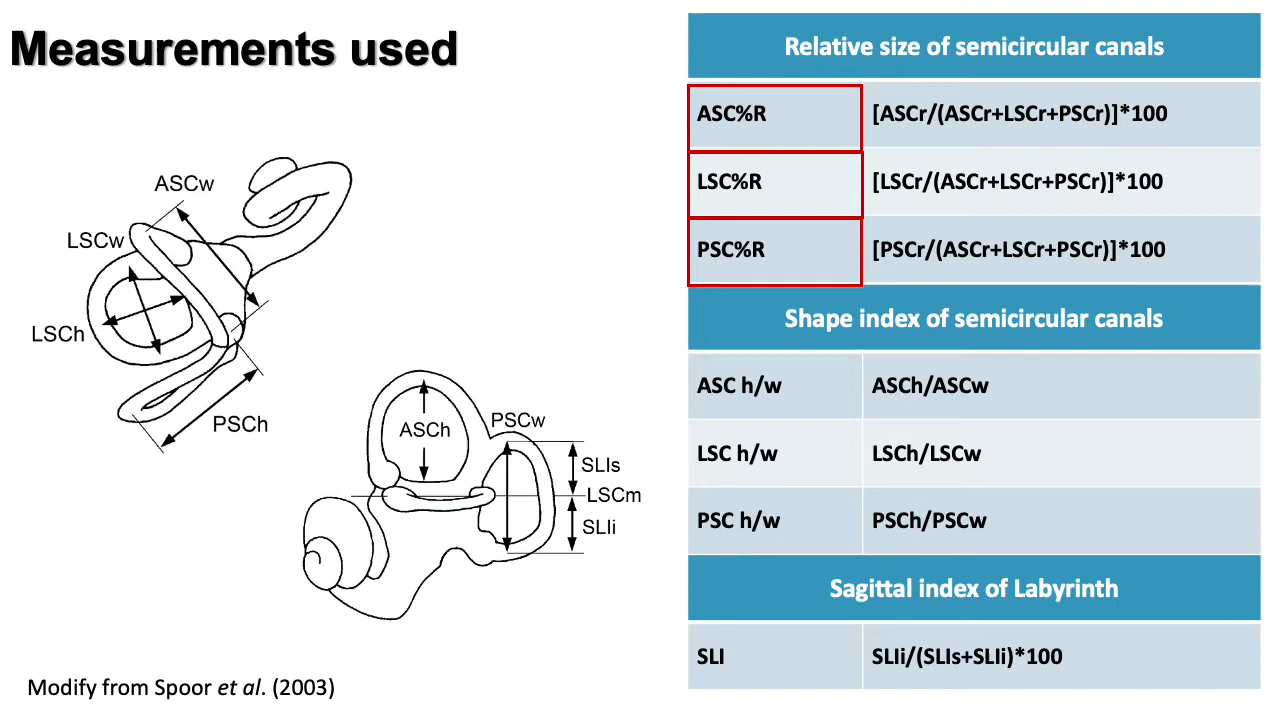 Measurements used
ASCw
LSCw
LSCh
PSCh
ASCh
PSCw
SLIs
LSCm
SLIi
Modify from Spoor et al. (2003)
Relative size of semicircular canals
ASC%R [ASCr/(ASCr+LSCr+PSCr)]*100
LSC%R [LSCr/(ASCr+LSCr+PSCr)]*100
PSC%R [PSCr/(ASCr+LSCr+PSCr)]*100
Shape index of semicircular canals
ASC h/w ASCh/ASCw
LSC h/w LSCh/LSCw
PSC h/w PSCh/PSCw
Sagittal index of Labyrinth
SLI SLIi/(SLIs+SLIi)*100